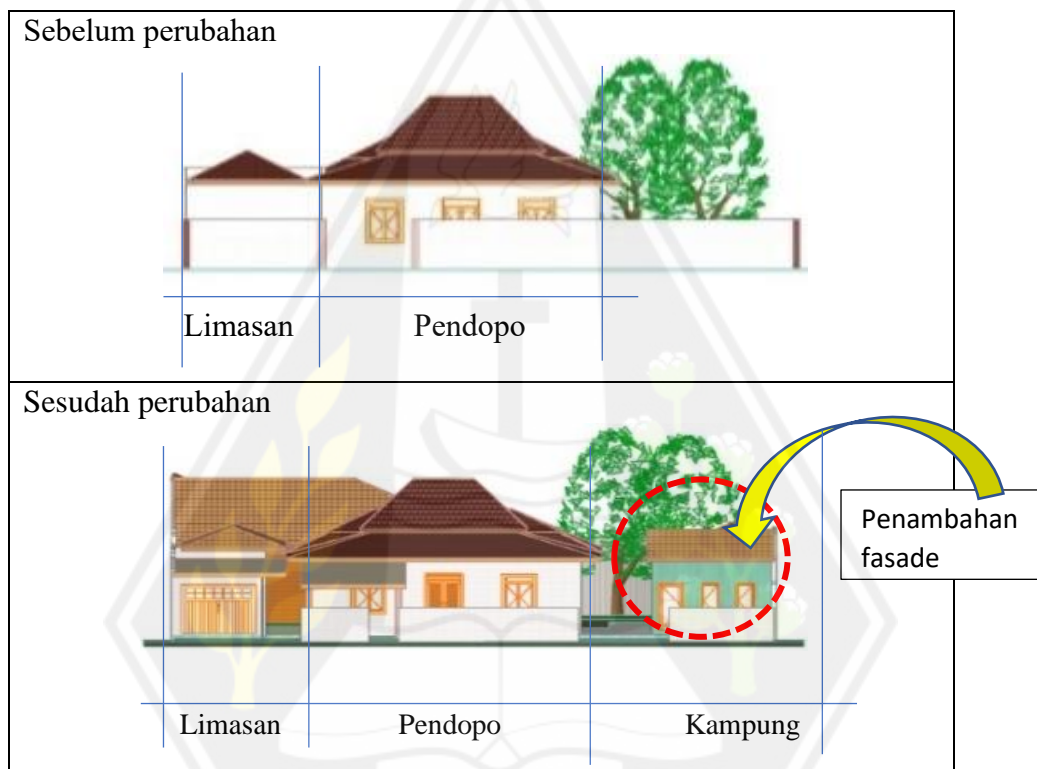 Sebelum perubahan
Limasan
Pendopo
Sesudah perubahan
Penambahan
fasade
Limasan
Pendopo
Kampung